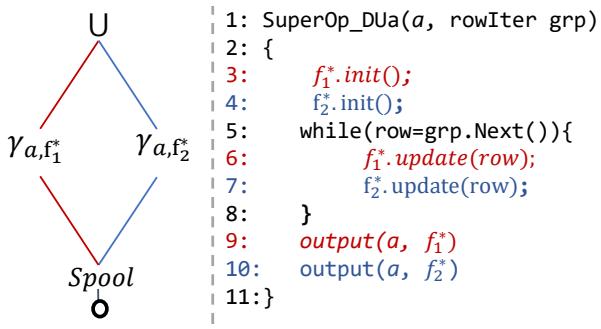 U
γa,f₁* γa,f₂*
Spool
1: SuperOp_DUa(a, rowIter grp)
2: {
3: f₁*.init();
4: f₂*.init();
5: while(row=grp.Next()){
6: f₁*.update(row);
7: f₂*.update(row);
8: }
9: output(a, f₁*)
10: output(a, f₂*)
11:}